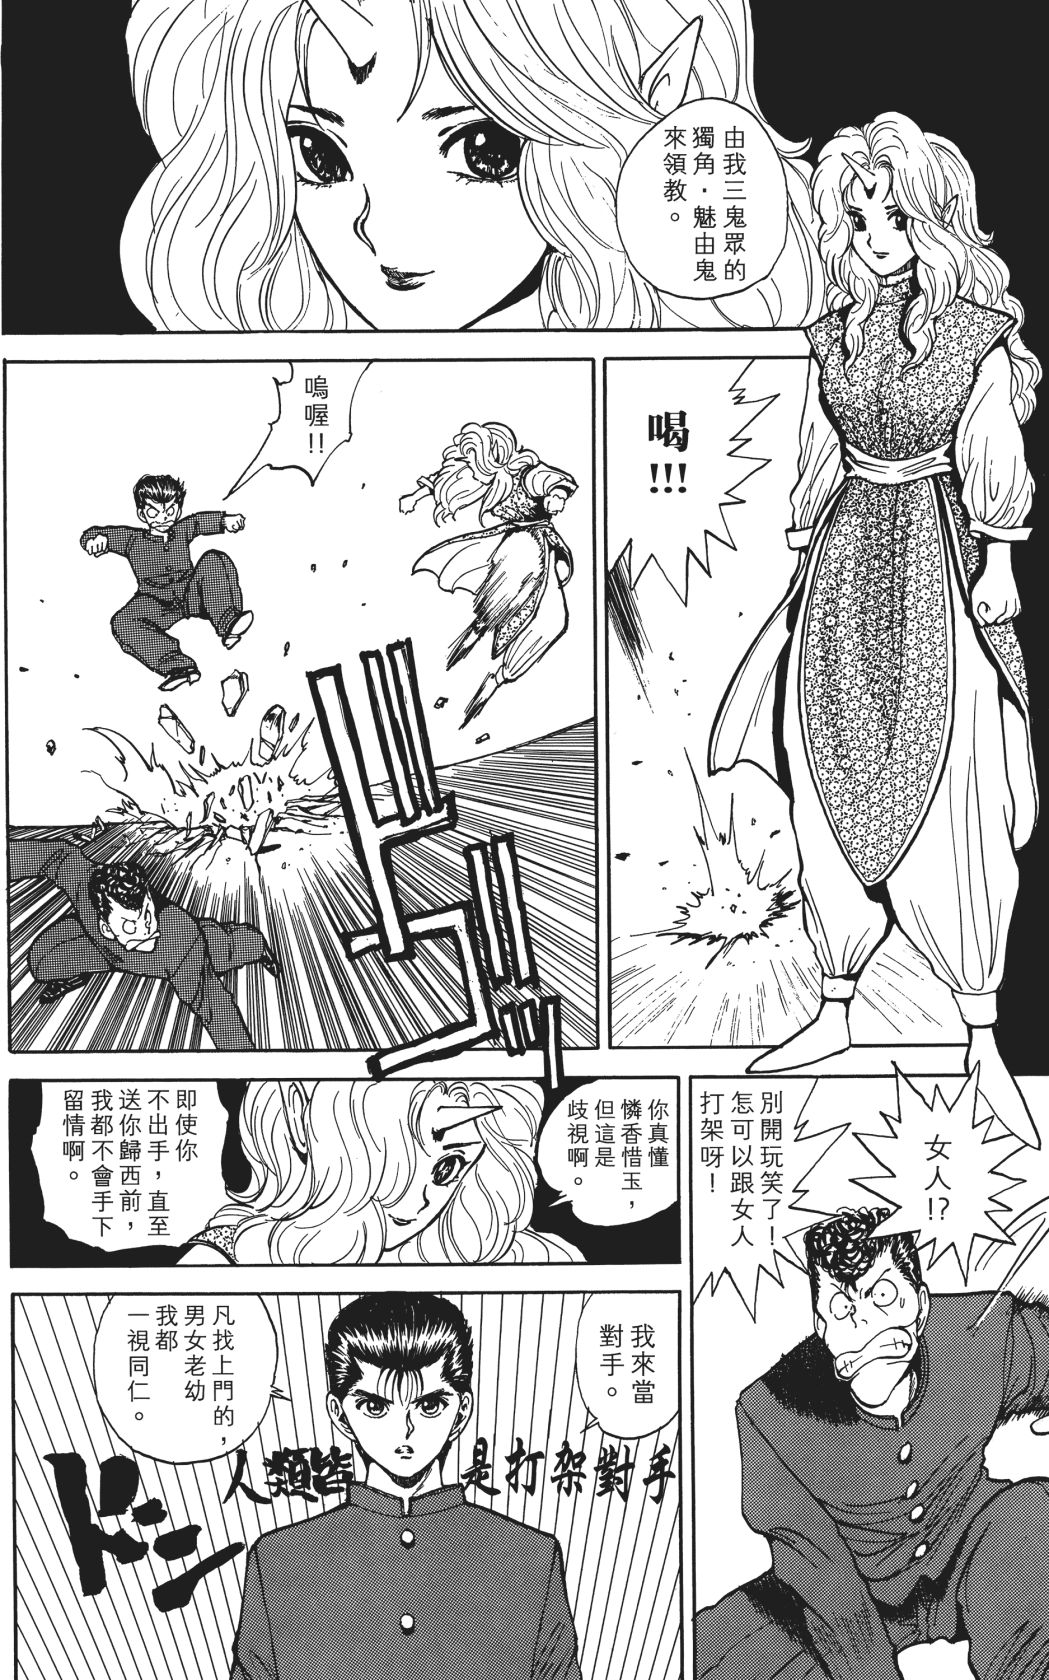 由我三鬼眾的
獨角．魅由鬼
來領教。
喝
!!!
嗚喔!!
ドゴッ
女人!?
別開玩笑了！
怎可以跟女人
打架呀！
你真懂
憐香惜玉，
但這是
歧視啊。
即使你
不出手，直至
送你歸西前，
我都不會手下
留情啊。
我來當
對手。
凡找上門的，
男女老幼
我都
一視同仁。
人類皆是打架對手
ドン